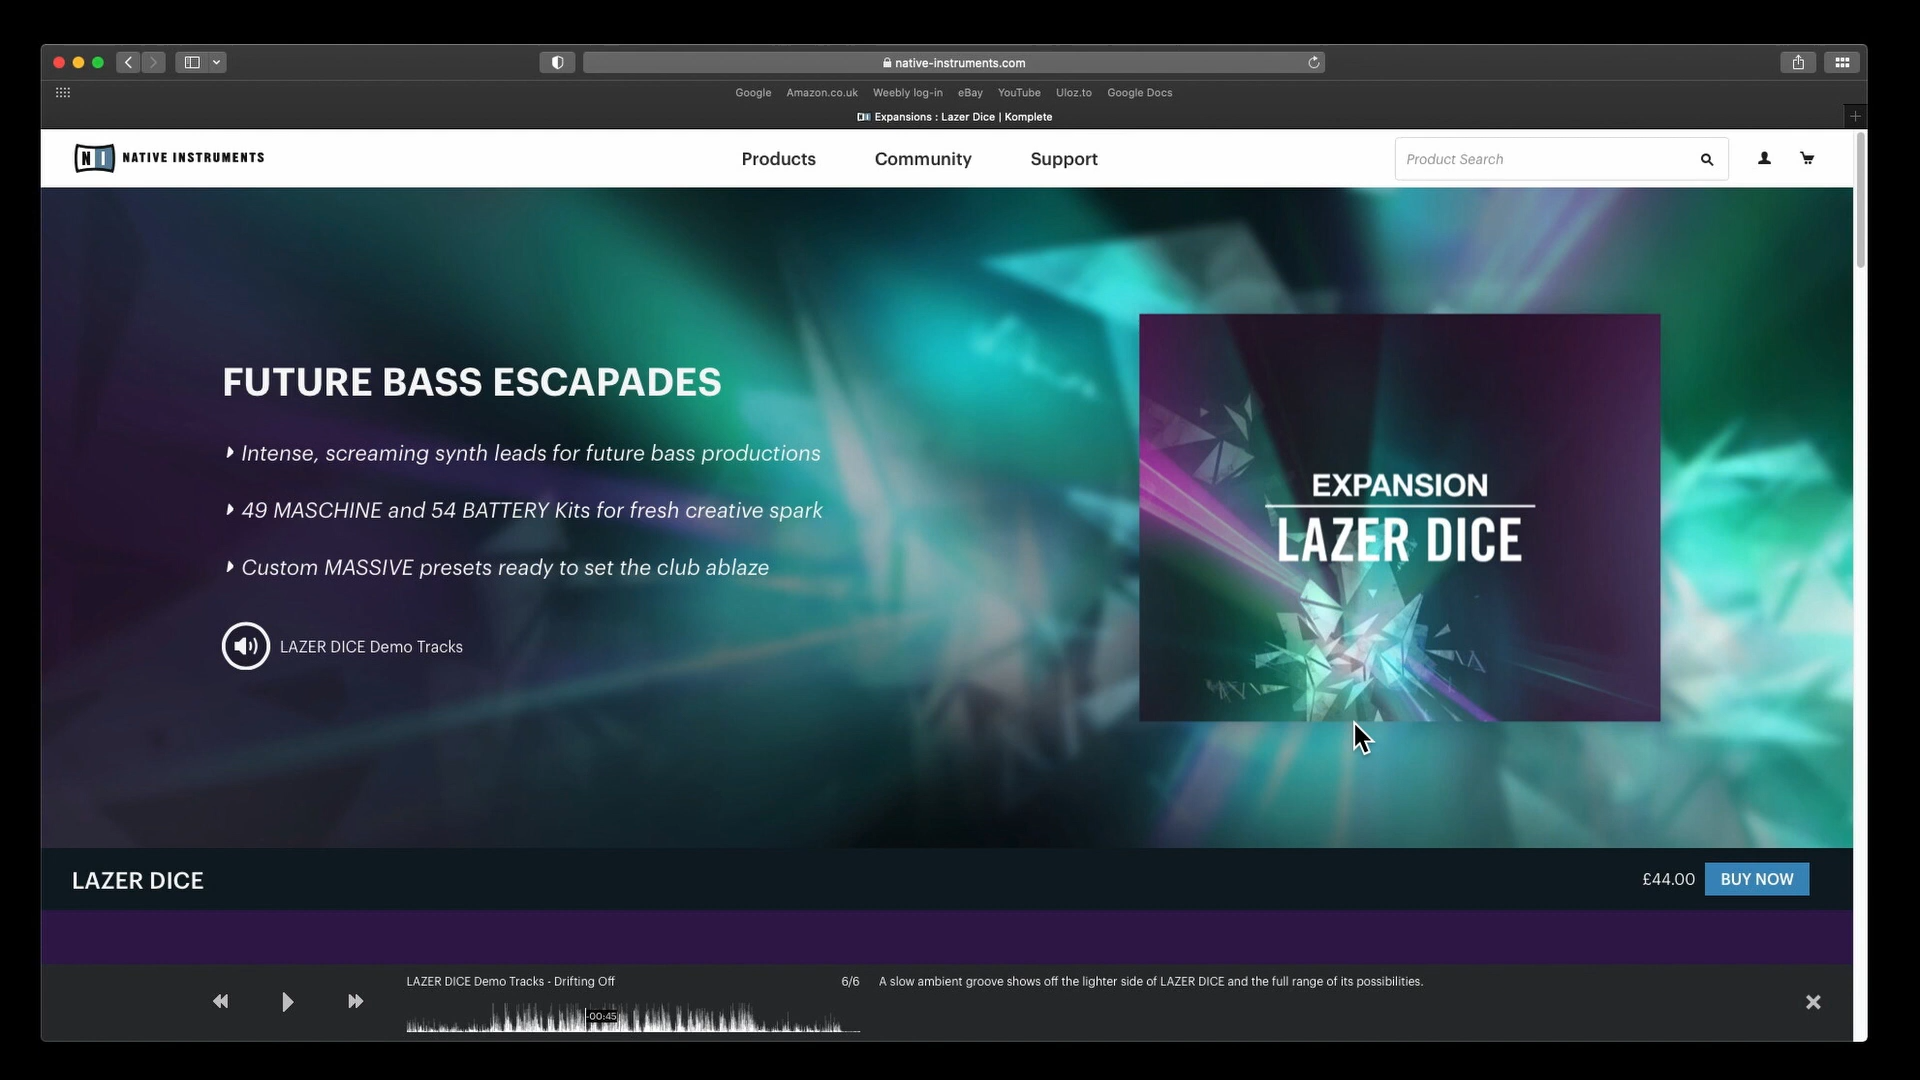 native-instruments.com
Google Amazon.co.uk Weebly log-in eBay YouTube Uloz.to Google Docs
Expansions : Lazer Dice | Komplete
NI NATIVE INSTRUMENTS
Products Community Support
Product Search
FUTURE BASS ESCAPADES
Intense, screaming synth leads for future bass productions
49 MASCHINE and 54 BATTERY Kits for fresh creative spark
Custom MASSIVE presets ready to set the club ablaze
LAZER DICE Demo Tracks
EXPANSION
LAZER DICE
LAZER DICE
£44.00 BUY NOW
LAZER DICE Demo Tracks - Drifting Off 6/6 A slow ambient groove shows off the lighter side of LAZER DICE and the full range of its possibilities.
-00:45